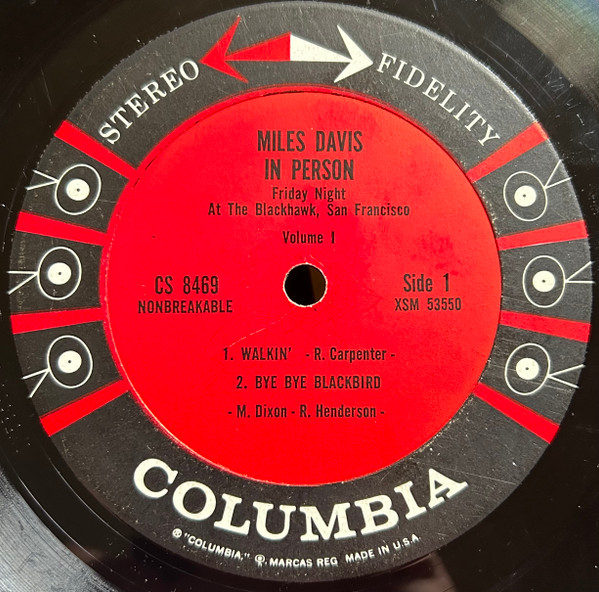 STEREO FIDELITY
MILES DAVIS
IN PERSON
Friday Night
At The Blackhawk, San Francisco
Volume I
CS 8469
NONBREAKABLE
Side 1
XSM 53550
1. WALKIN' - R. Carpenter -
2. BYE BYE BLACKBIRD
- M. Dixon - R. Henderson -
COLUMBIA
® "COLUMBIA," ®. MARCAS REG MADE IN U.S.A.